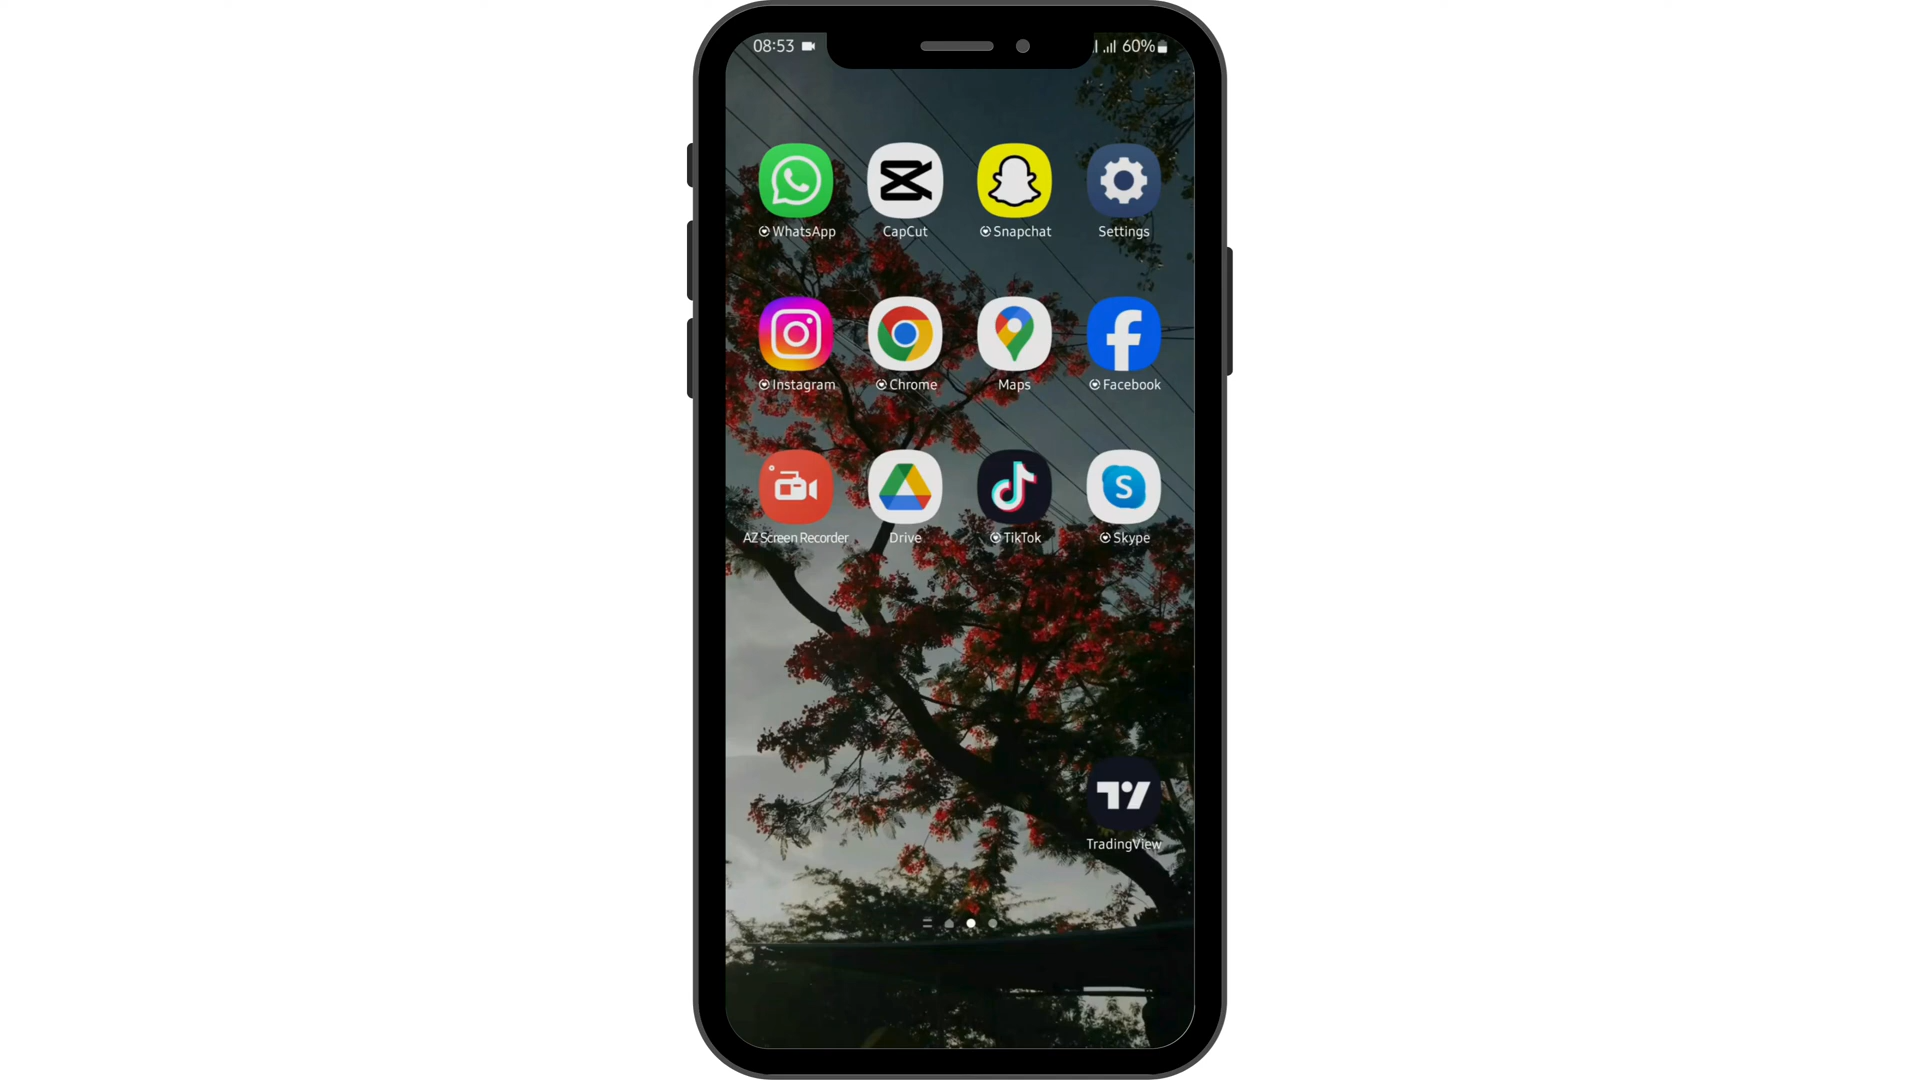 08:53 60%
WhatsApp CapCut Snapchat Settings
Instagram Chrome Maps Facebook
S
AZ Screen Recorder Drive TikTok Skype
TradingView